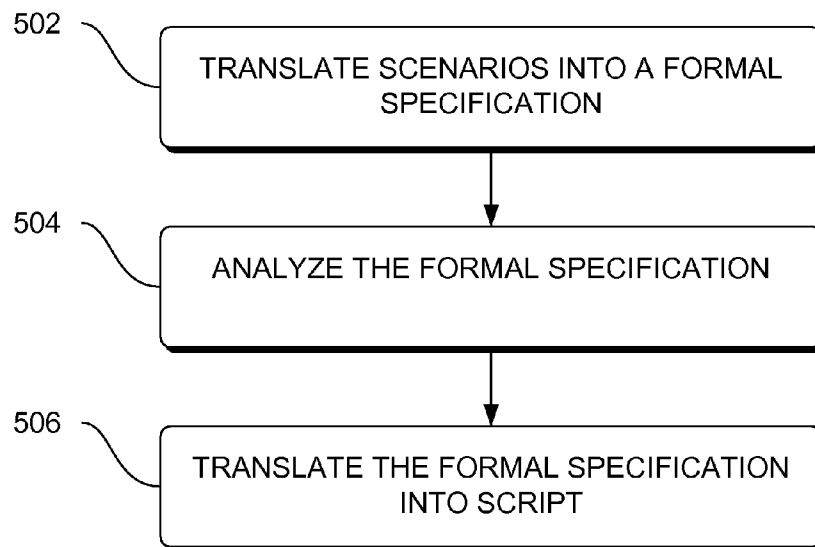 502
TRANSLATE SCENARIOS INTO A FORMAL
SPECIFICATION
504
ANALYZE THE FORMAL SPECIFICATION
506
TRANSLATE THE FORMAL SPECIFICATION
INTO SCRIPT